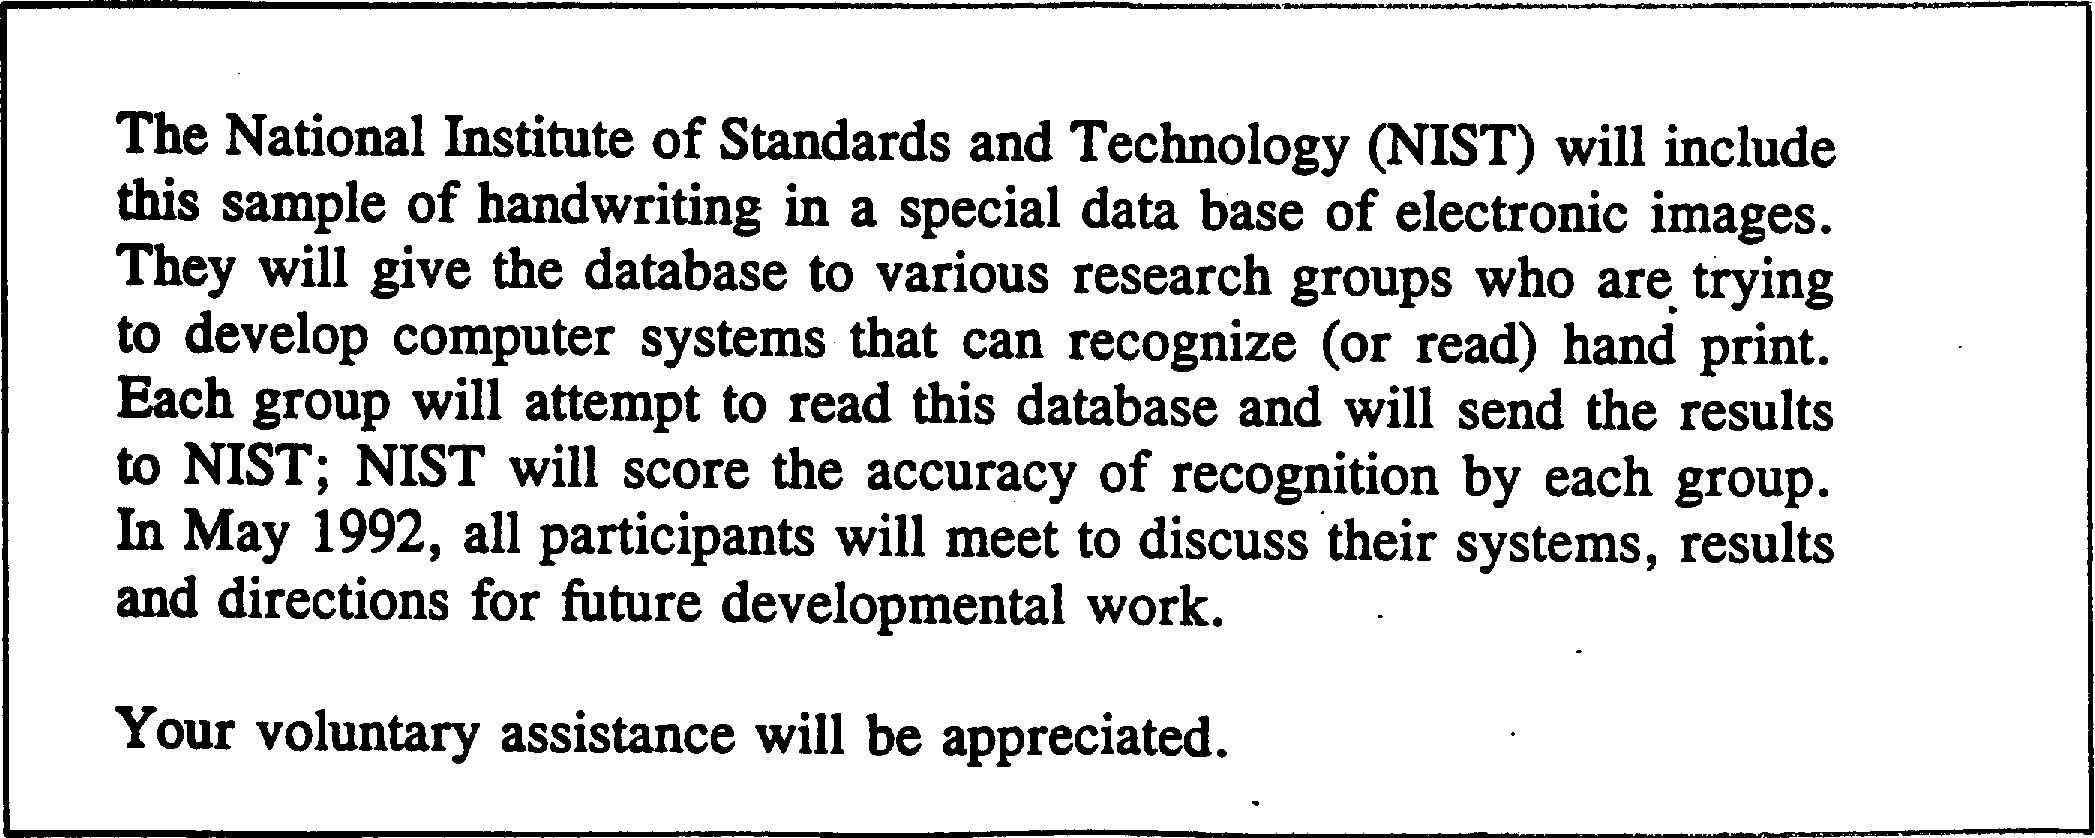 The National Institute of Standards and Technology (NIST) will include
this sample of handwriting in a special data base of electronic images.
They will give the database to various research groups who are trying
to develop computer systems that can recognize (or read) hand print.
Each group will attempt to read this database and will send the results
to NIST; NIST will score the accuracy of recognition by each group.
In May 1992, all participants will meet to discuss their systems, results
and directions for future developmental work.
Your voluntary assistance will be appreciated.